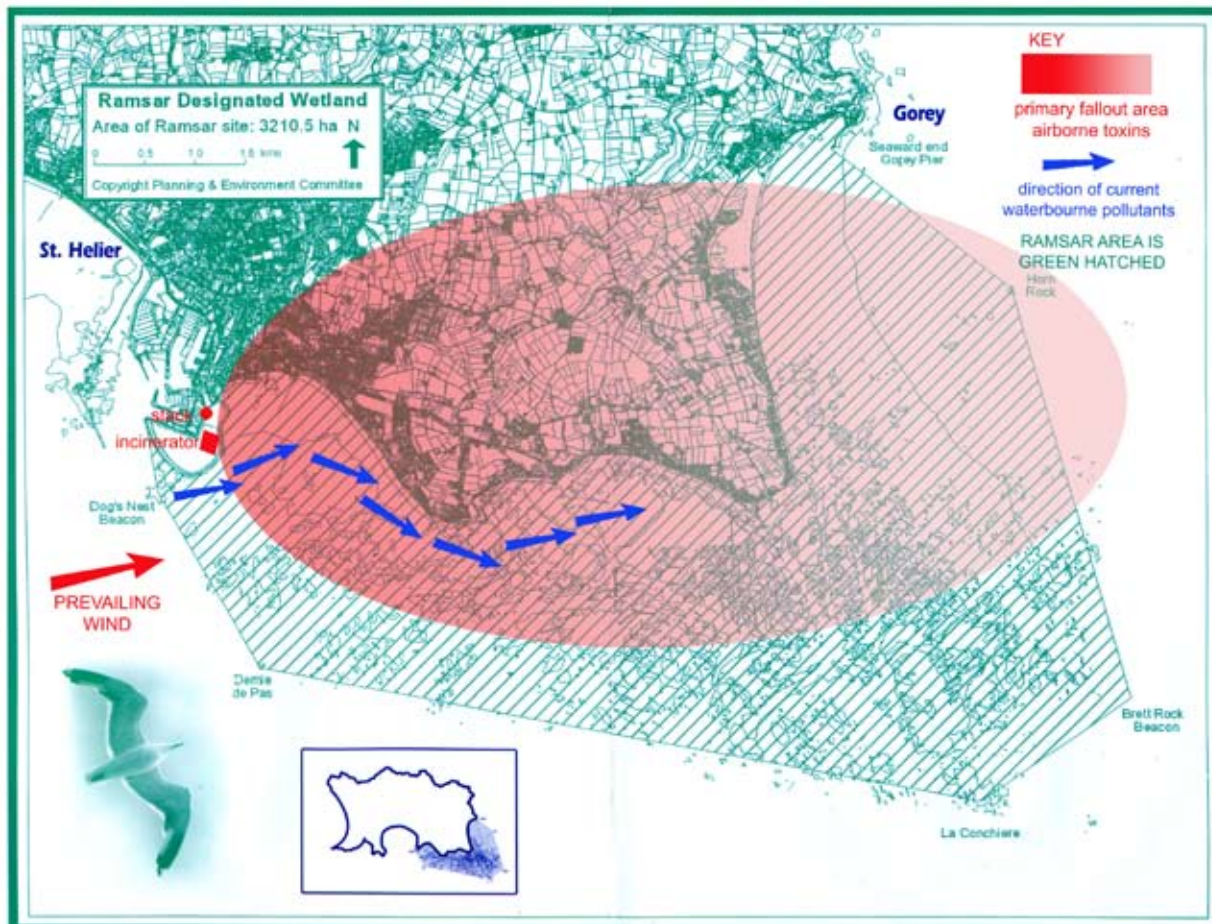 Ramsar Designated Wetland
Area of Ramsar site: 3210.5 ha N
0 0.5 1.0 1.5 kms
Copyright Planning & Environment Committee
KEY
primary fallout area
airborne toxins
direction of current
waterbourne pollutants
RAMSAR AREA IS
GREEN HATCHED
Gorey
Seaward end
Gorey Pier
St. Helier
Horn
Rock
stack
incinerator
Dog's Nest
Beacon
PREVAILING
WIND
Demie
de Pas
Brett Rock
Beacon
La Conchiere